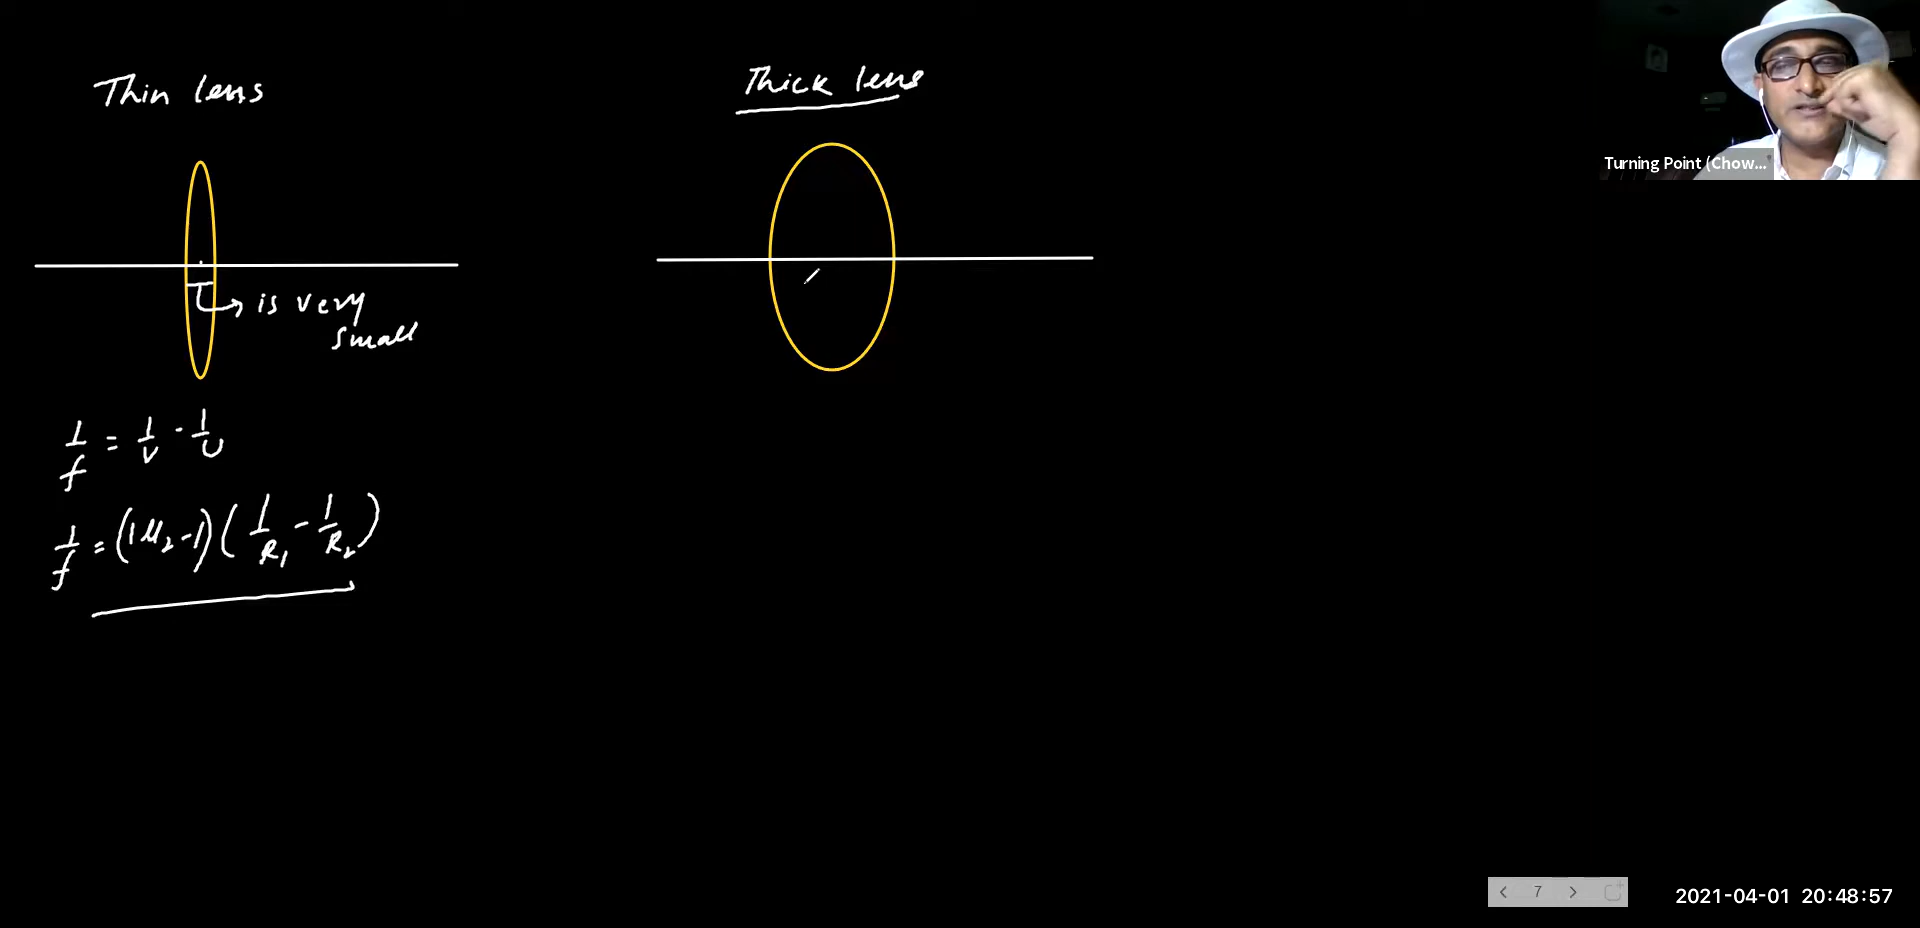 Thin lens
is very
small
1/f = 1/v - 1/u
1/f = (1μ2 - 1)(1/R1 - 1/R2)
Thick lens
Turning Point (Chow...
7
2021-04-01 20:48:57